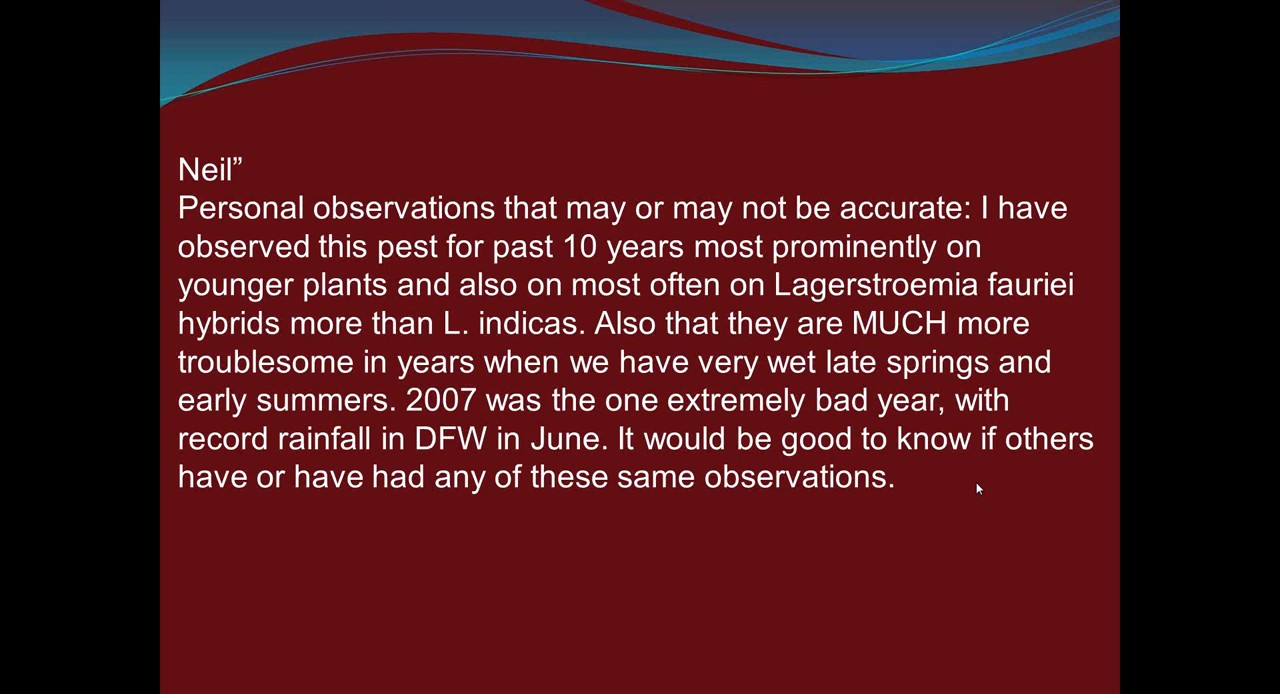 Neil”
Personal observations that may or may not be accurate: I have
observed this pest for past 10 years most prominently on
younger plants and also on most often on Lagerstroemia fauriei
hybrids more than L. indicas. Also that they are MUCH more
troublesome in years when we have very wet late springs and
early summers. 2007 was the one extremely bad year, with
record rainfall in DFW in June. It would be good to know if others
have or have had any of these same observations.